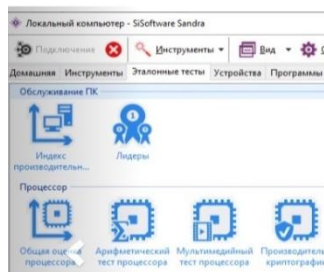 Локальный компьютер - SiSoftware Sandra
Подключение Инструменты Вид
Домашняя Инструменты Эталонные тесты Устройства Программы
Обслуживание ПК
Индекс
производительн...
Лидеры
Процессор
Общая оценка
процессора
Арифметический
тест процессора
Мультимедийный
тест процессора
Производитель
криптографи